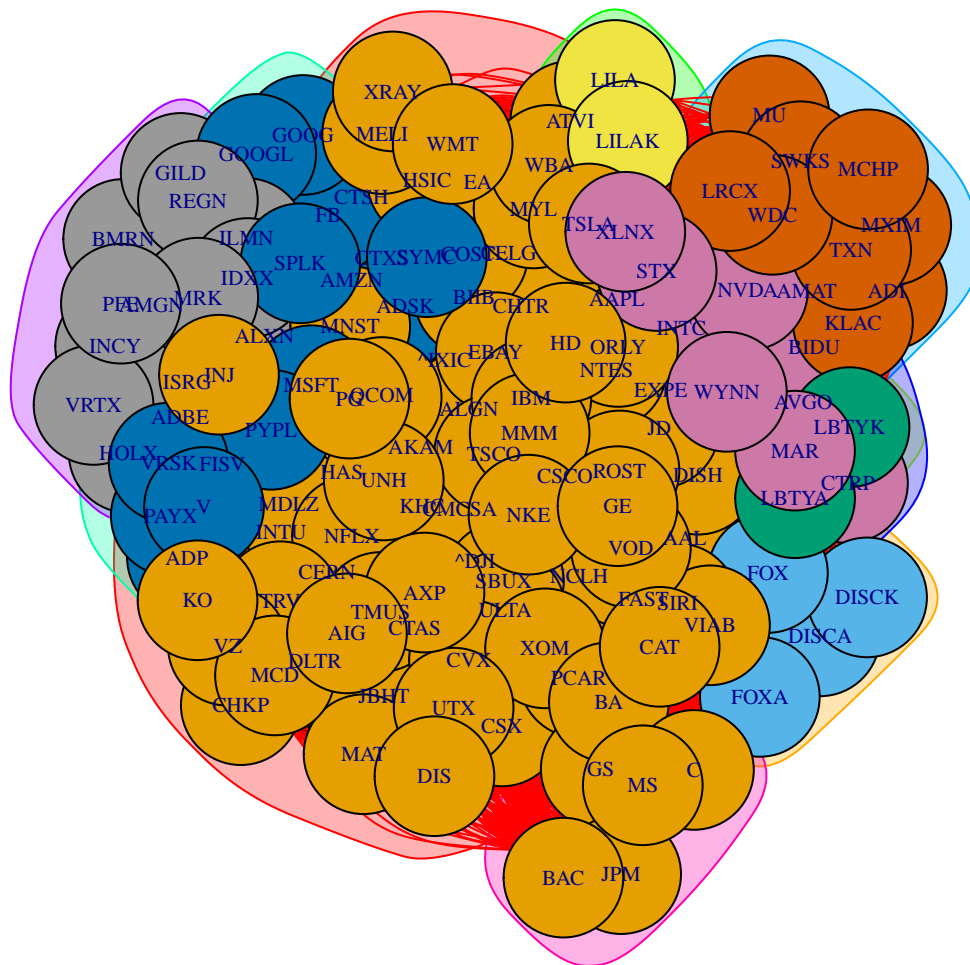 LILA
XRAY
MU
ATVI
GOOG
MELI
WMT
LILAK
GOOGL
SWKS
MCHP
WBA
GILD
HSIC
EA
REGN
CTSH
LRCX
FB
MYL
WDC
MXIM
TSLA
XLNX
BMRN
ILMN
TXN
CTXS
SYMC
COST
CELG
SPLK
STX
IDXX
AMZN
NVDA
AMAT
ADI
PFE
AMGN
MRK
ADSK
BIIB
CHTR
AAPL
ALXN
MNST
INTC
KLAC
INCY
^IXIC
EBAY
HD
ORLY
BIDU
NTES
ISRG
JNJ
MSFT
PG
QCOM
EXPE
WYNN
VRTX
ADBE
ALGN
IBM
AVGO
PYPL
MMM
JD
LBTYK
HOLX
VRSK
FISV
AKAM
TSCO
MAR
HAS
UNH
CSCO
ROST
DISH
CTRP
MDLZ
KHC
CMCSA
LBTYA
PAYX
V
NKE
GE
INTU
NFLX
VOD
AAL
ADP
CERN
^DJI
SBUX
NCLH
FOX
KO
TRV
TMUS
AXP
ULTA
FAST
SIRI
DISCK
AIG
CTAS
VIAB
DISCA
VZ
DLTR
CVX
XOM
CAT
MCD
PCAR
CHKP
JBHT
UTX
BA
FOXA
CSX
MAT
DIS
GS
MS
C
BAC
JPM